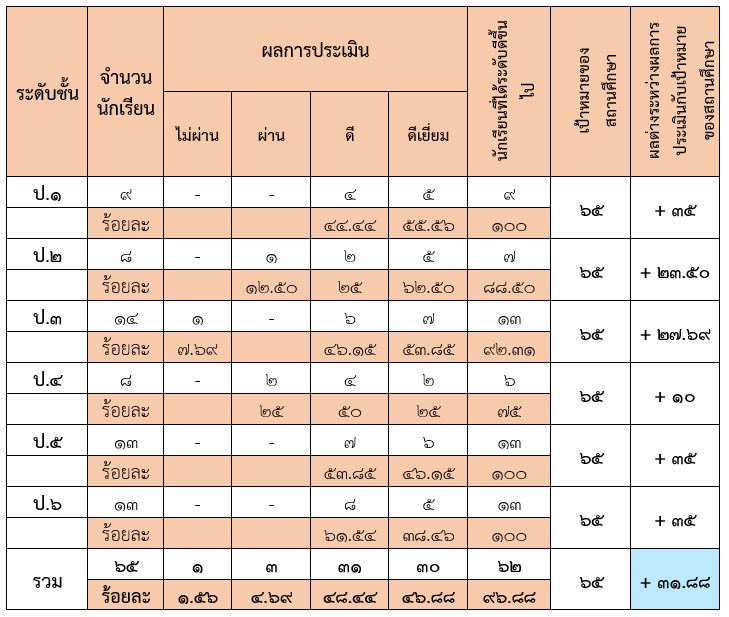 ระดับชั้น
จำนวน
นักเรียน
ผลการประเมิน
ไม่ผ่าน ผ่าน ดี ดีเยี่ยม
นักเรียนที่ได้ระดับดีขึ้น
ไป
เป้าหมายของ
สถานศึกษา
ผลต่างระหว่างผลการ
ประเมินกับเป้าหมาย
ของสถานศึกษา
ป.๑ ๙ - - ๔ ๕ ๙ ๖๕ + ๓๕
ร้อยละ ๔๔.๔๔ ๕๕.๕๖ ๑๐๐
ป.๒ ๘ - ๑ ๒ ๕ ๗ ๖๕ + ๒๓.๕๐
ร้อยละ ๑๒.๕๐ ๒๕ ๖๒.๕๐ ๘๘.๕๐
ป.๓ ๑๔ ๑ - ๖ ๗ ๑๓ ๖๕ + ๒๗.๖๙
ร้อยละ ๗.๖๙ ๔๖.๑๕ ๕๓.๘๕ ๙๒.๓๑
ป.๔ ๘ - ๒ ๔ ๒ ๖ ๖๕ + ๑๐
ร้อยละ ๒๕ ๕๐ ๒๕ ๗๕
ป.๕ ๑๓ - - ๗ ๖ ๑๓ ๖๕ + ๓๕
ร้อยละ ๕๓.๘๕ ๔๖.๑๕ ๑๐๐
ป.๖ ๑๓ - - ๘ ๕ ๑๓ ๖๕ + ๓๕
ร้อยละ ๖๑.๕๔ ๓๘.๔๖ ๑๐๐
รวม ๖๕ ๑ ๓ ๓๑ ๓๐ ๖๒ ๖๕ + ๓๑.๘๘
ร้อยละ ๑.๕๖ ๔.๖๙ ๔๘.๔๔ ๔๖.๘๘ ๙๖.๘๘